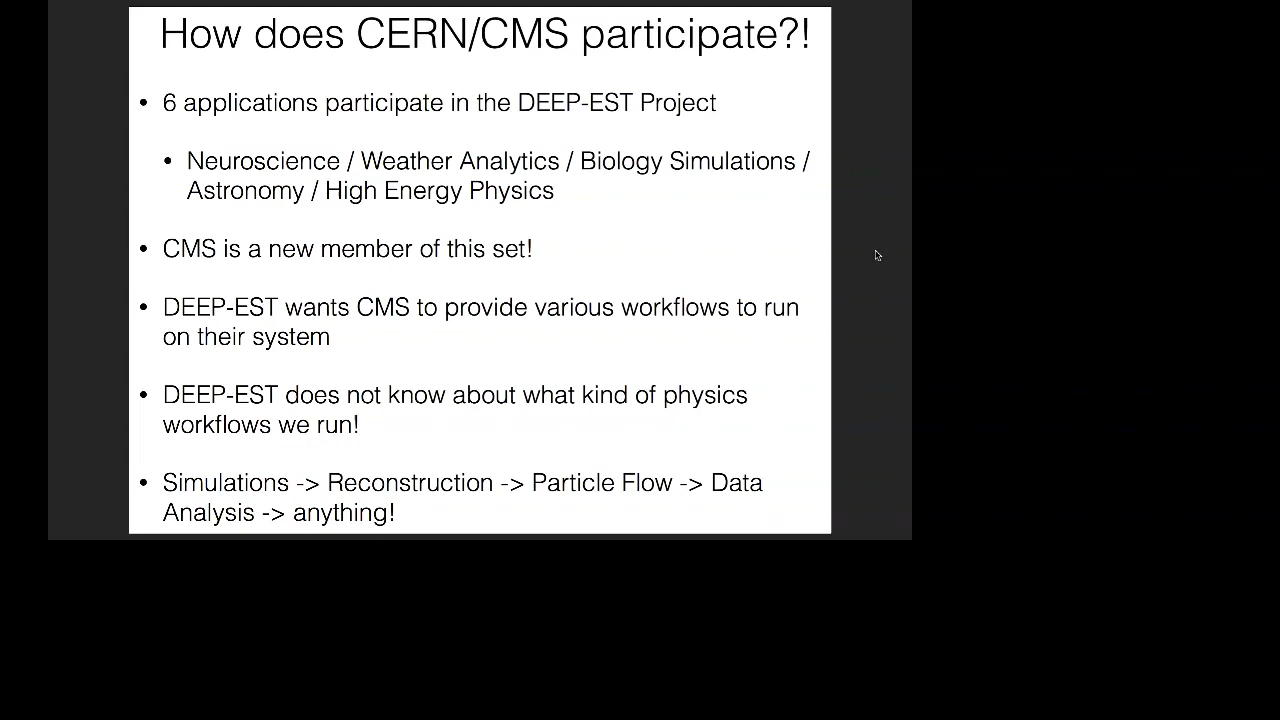 How does CERN/CMS participate?!
• 6 applications participate in the DEEP-EST Project
• Neuroscience / Weather Analytics / Biology Simulations /
Astronomy / High Energy Physics
• CMS is a new member of this set!
• DEEP-EST wants CMS to provide various workflows to run
on their system
• DEEP-EST does not know about what kind of physics
workflows we run!
• Simulations -> Reconstruction -> Particle Flow -> Data
Analysis -> anything!